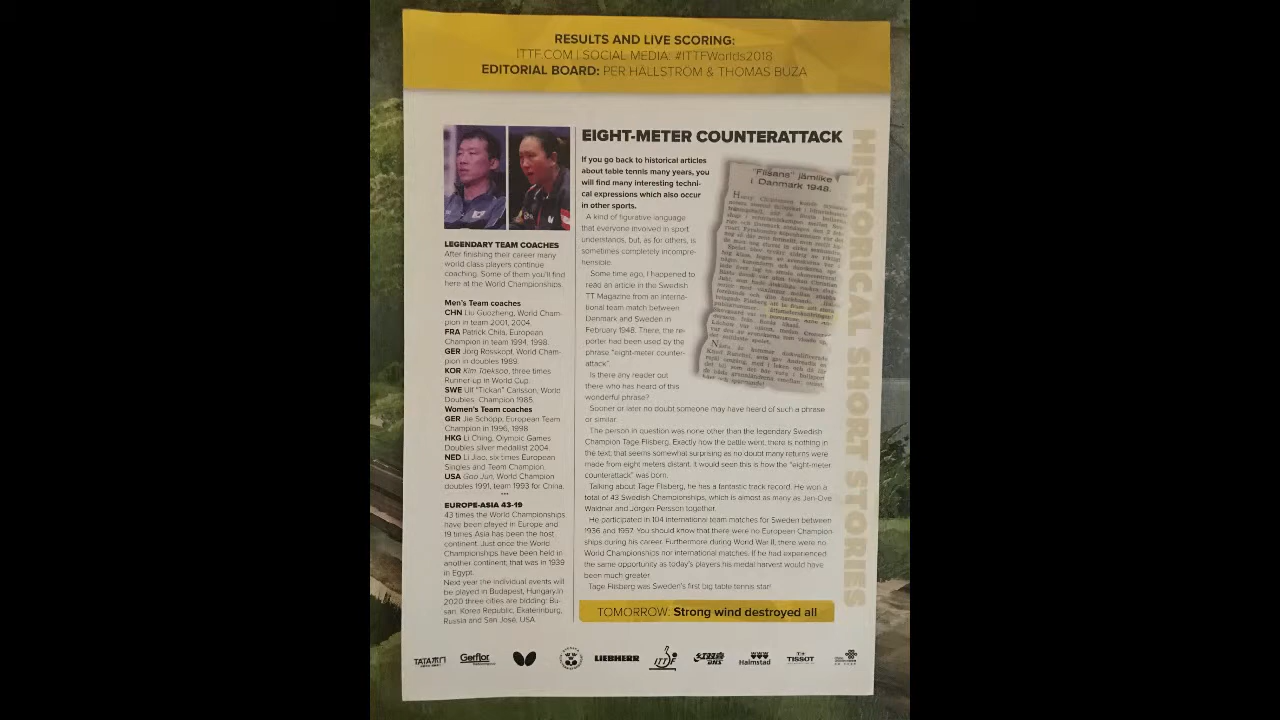 RESULTS AND LIVE SCORING:
ITTF.COM | SOCIAL MEDIA: #ITTFWorlds2018
EDITORIAL BOARD: PER HÅLLSTRÖM & THOMAS BUZA
LEGENDARY TEAM COACHES
After finishing their career many
world class players continue
coaching. Some of them you'll find
here at the World Championships.
Men's Team coaches
CHN Liu Guozheng, World Cham-
pion in team 2001, 2004.
FRA Patrick Chila, European
Champion in team 1994, 1998.
GER Jörg Rosskopf, World Cham-
pion in doubles 1989.
KOR Kim Taeksoo, three times
Runner-up in World Cup.
SWE Ulf "Tickan" Carlsson, World
Doubles Champion 1985.
Women's Team coaches
GER Jie Schöpp, European Team
Champion in 1996, 1998
HKG Li Ching, Olympic Games
Doubles silver medallist 2004.
NED Li Jiao, six times European
Singles and Team Champion.
USA Gao Jun, World Champion
doubles 1991, team 1993 for China.
***
EUROPE-ASIA 43-19
43 times the World Championships
have been played in Europe and
19 times Asia has been the host
continent. Just once the World
Championships have been held in
another continent, that was in 1939
in Egypt.
Next year the individual events will
be played in Budapest, Hungary.In
2020 three cities are bidding: Bu-
san, Korea Republic, Ekaterinburg,
Russia and San José, USA.
EIGHT-METER COUNTERATTACK
If you go back to historical articles
about table tennis many years, you
will find many interesting techni-
cal expressions which also occur
in other sports.
A kind of figurative language
that everyone involved in sport
understands, but, as for others, is
sometimes completely incompre-
hensible.
Some time ago, I happened to
read an article in the Swedish
TT Magazine from an interna-
tional team match between
Denmark and Sweden in
February 1948. There, the re-
porter had been used by the
phrase "eight-meter counter-
attack".
Is there any reader out
there who has heard of this
wonderful phrase?
Sooner or later no doubt someone may have heard of such a phrase
or similar.
The person in question was none other than the legendary Swedish
Champion Tage Flisberg. Exactly how the battle went, there is nothing in
the text; that seems somewhat surprising as no doubt many returns were
made from eight meters distant. It would seen this is how the "eight-meter
counterattack" was born.
Talking about Tage Flisberg, he has a fantastic track record. He won a
total of 43 Swedish Championships, which is almost as many as Jan-Ove
Waldner and Jörgen Persson together.
He participated in 104 international team matches for Sweden between
1936 and 1957. You should know that there were no European Champion
ships during his career. Furthermore during World War II, there were no
World Championships nor international matches. If he had experienced
the same opportunity as today's players his medal harvest would have
been much greater
Tage Flisberg was Sweden's first big table tennis star!
"Flisans" jämlike
i Danmark 1948.
HISTORICAL SHORT STORIES
TOMORROW: Strong wind destroyed all
Gerflor
LIEBHERR
ITTF
红双喜
DHS
Halmstad
TISSOT